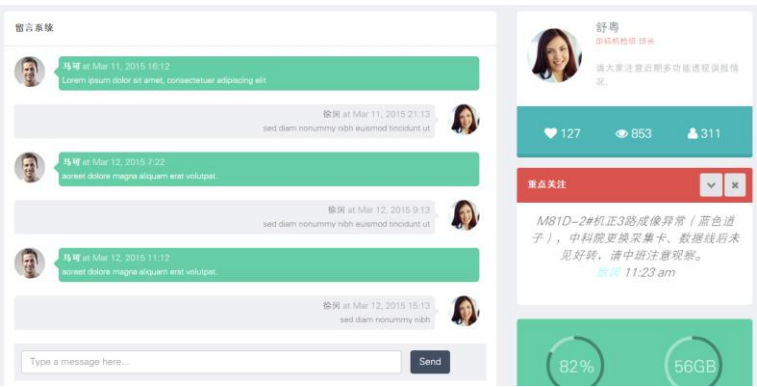 留言系统
马可 at Mar 11, 2015 16:12
Lorem ipsum dolor sit amet, consectetuer adipiscing elit
徐闵 at Mar 11, 2015 21:13
sed diam nonummy nibh euismod tincidunt ut
马可 at Mar 12, 2015 7:22
aoreet dolore magna aliquam erat volutpat.
徐闵 at Mar 12, 2015 9:13
sed diam nonummy nibh euismod tincidunt ut
马可 at Mar 12, 2015 11:12
aoreet dolore magna aliquam erat volutpat.
徐闵 at Mar 12, 2015 15:13
sed diam nonummy nibh
Type a message here...
Send
舒粤
请大家注意近期多功能透视误报情
况.
127
853
311
重点关注
M81D-2#机正3路成像异常(蓝色道
子),中科院更换采集卡、数据线后未
见好转,请中班注意观察。
徐闵 11:23 am
82%
56GB